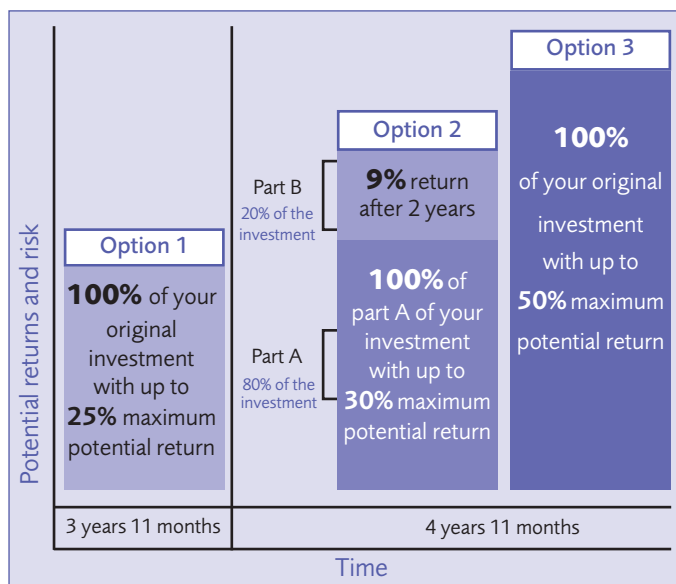 Potential returns and risk
Option 1
100% of your
original
investment
with up to
25% maximum
potential return
Part B
20% of the
investment
Part A
80% of the
investment
Option 2
9% return
after 2 years
100% of
part A of your
investment
with up to
30% maximum
potential return
Option 3
100%
of your original
investment
with up to
50% maximum
potential return
3 years 11 months
4 years 11 months
Time